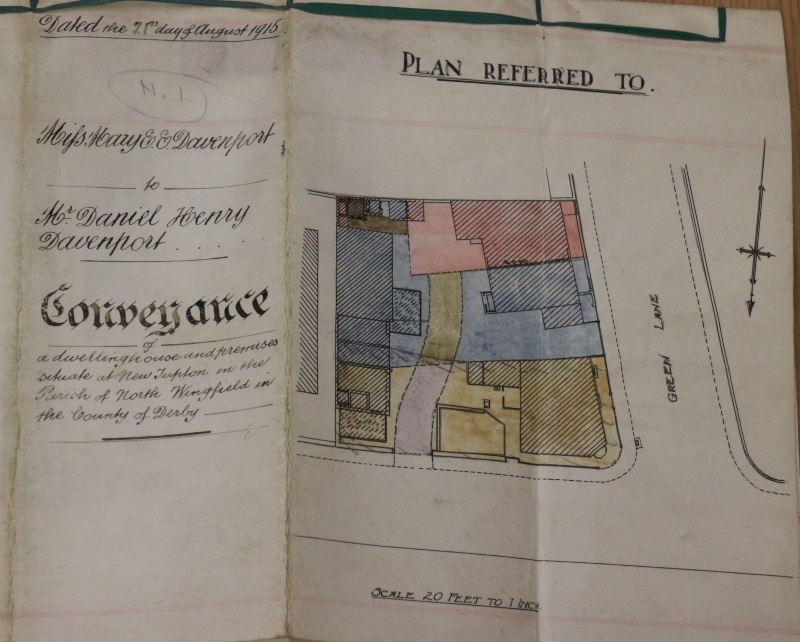 Dated the 21st day of August 1915
No. 1.
Miss Mary E. E. Davenport
to
Mr. Daniel Henry
Davenport
Conveyance
of
a dwellinghouse and premises
situate at New Tupton in the
Parish of North Wingfield in
the County of Derby
PLAN REFERRED TO.
GREEN LANE
SCALE 20 FEET TO 1 INCH.